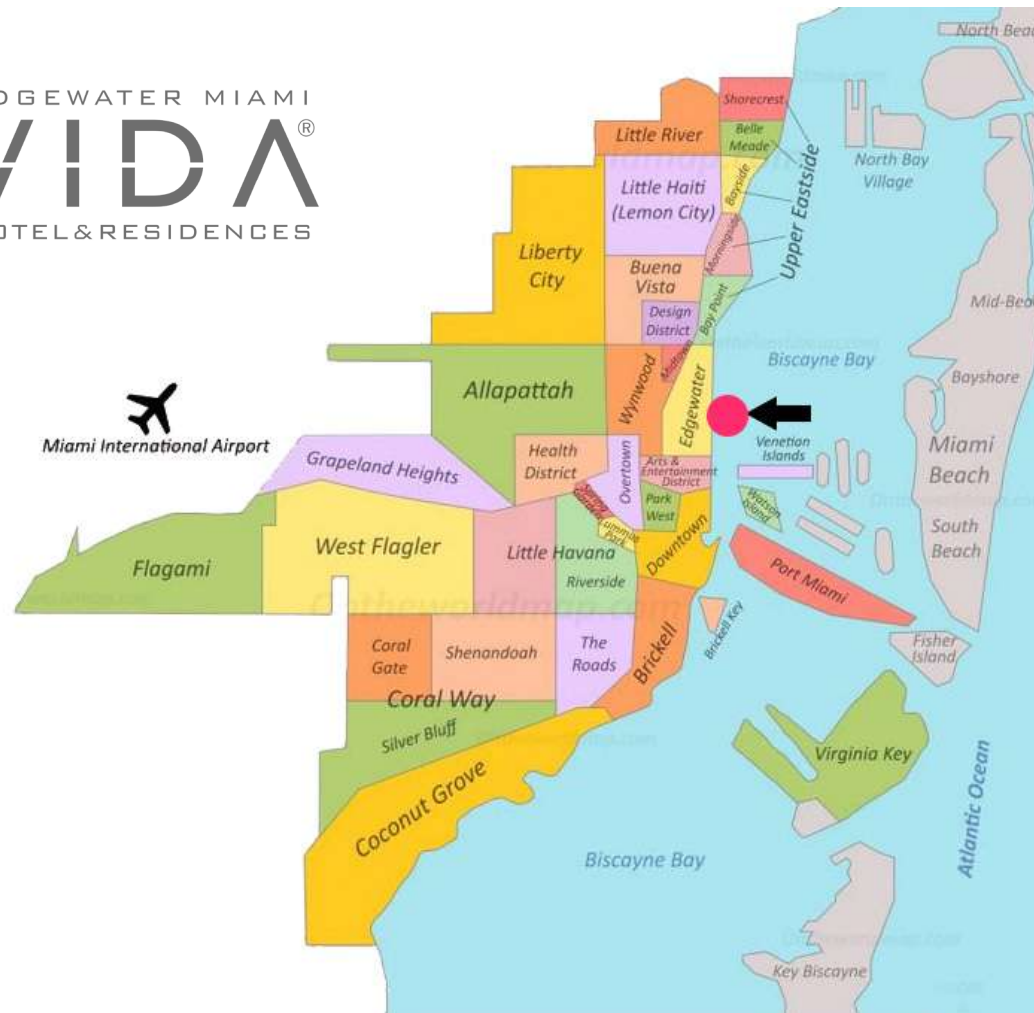 DGEWATER MIAMI
VIDA®
OTEL&RESIDENCES
North Beac
Shorecrest
Little River
Belle
Meade
North Bay
Village
Little Haiti
(Lemon City)
Bayside
Upper Eastside
Morningside
Liberty
City
Buena
Vista
Bay Point
Design
District
Mid-Bea
Midtown
Biscayne Bay
Bayshore
Allapattah
Wynwood
Edgewater
Miami International Airport
Venetian
Islands
Miami
Beach
Grapeland Heights
Health
District
Overtown
Arts &
Entertainment
District
Park
West
Watson
Island
Lummus
Park
Downtown
South
Beach
West Flagler
Little Havana
Flagami
Riverside
Port Miami
Brickell Key
Coral
Gate
Shenandoah
The
Roads
Brickell
Fisher
Island
Coral Way
Silver Bluff
Virginia Key
Coconut Grove
Atlantic Ocean
Biscayne Bay
Key Biscayne